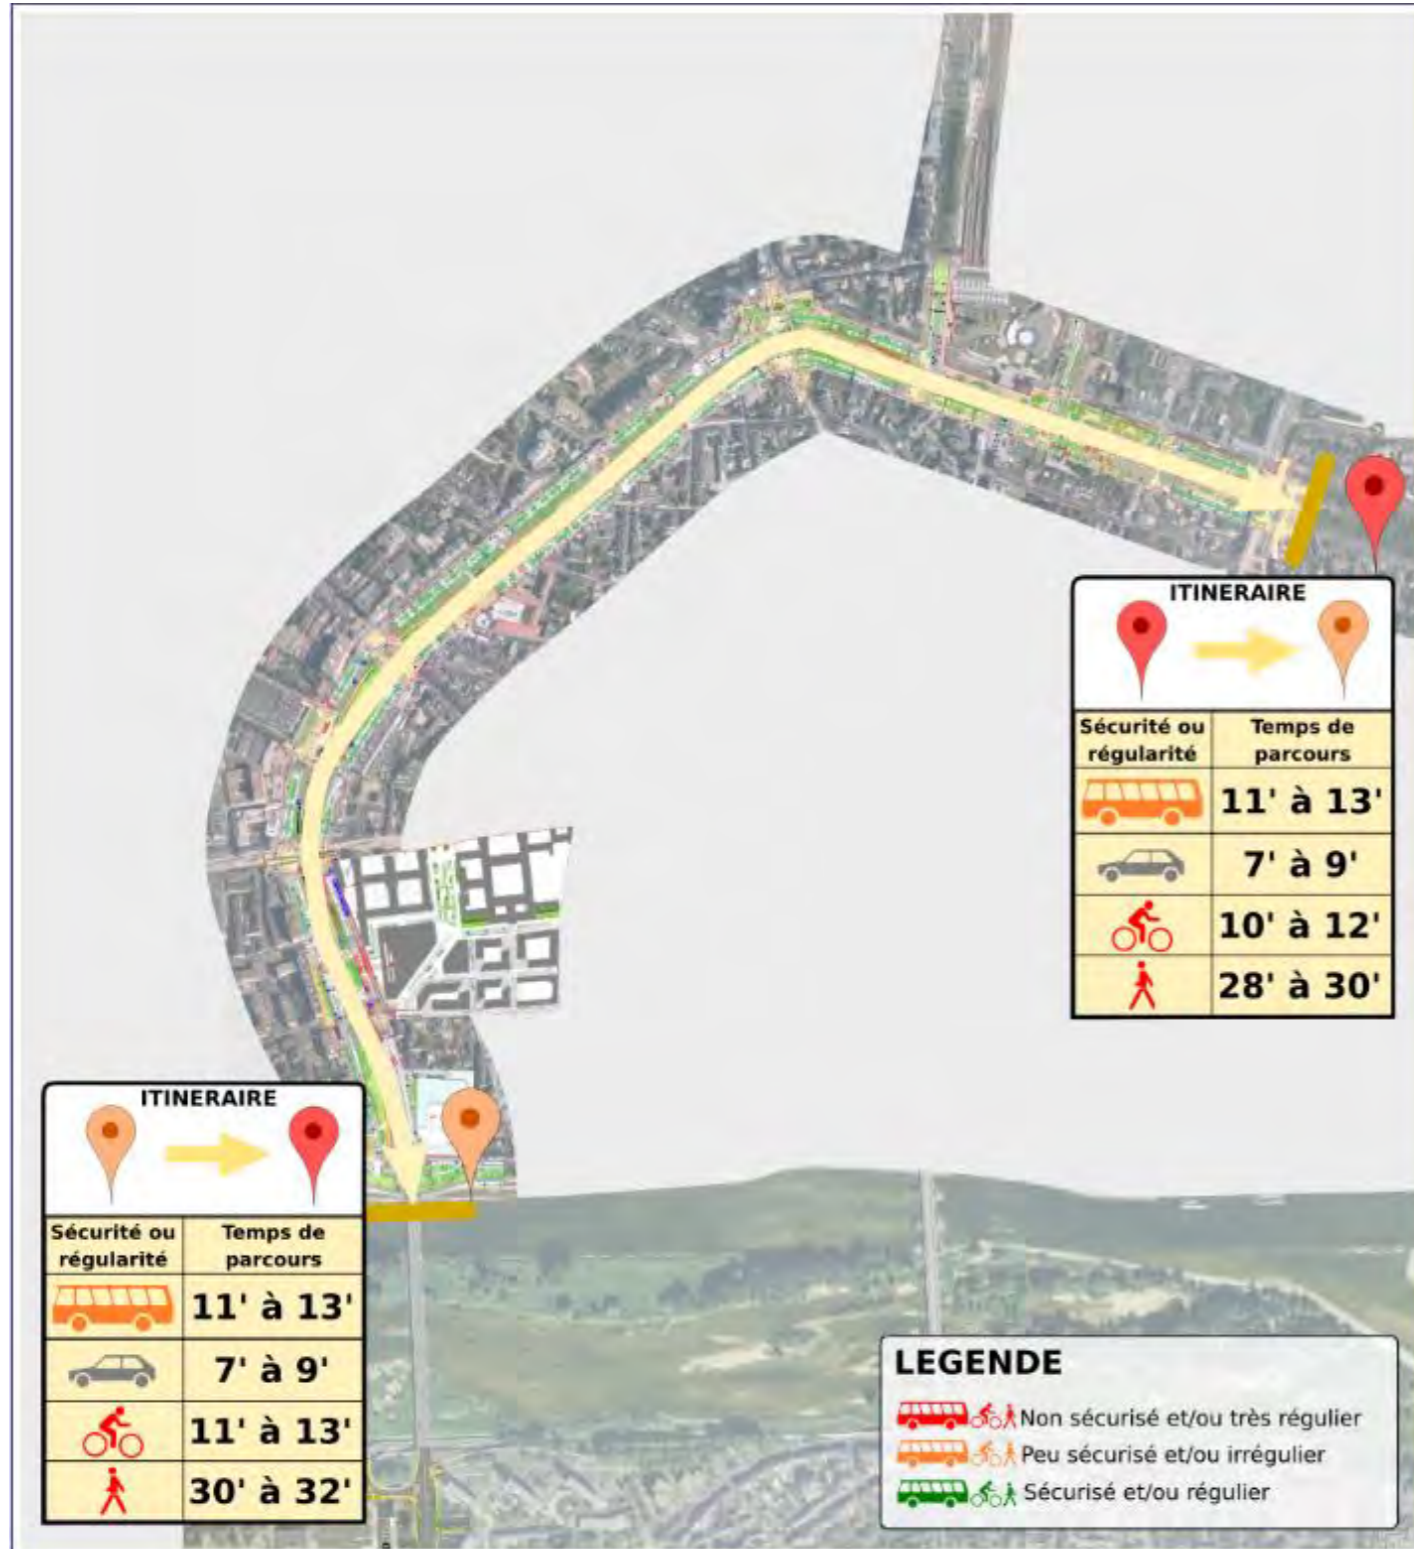 ITINERAIRE
Sécurité ou régularité
Temps de parcours
11' à 13'
7' à 9'
10' à 12'
28' à 30'
ITINERAIRE
Sécurité ou régularité
Temps de parcours
11' à 13'
7' à 9'
11' à 13'
30' à 32'
LEGENDE
Non sécurisé et/ou très régulier
Peu sécurisé et/ou irrégulier
Sécurisé et/ou régulier